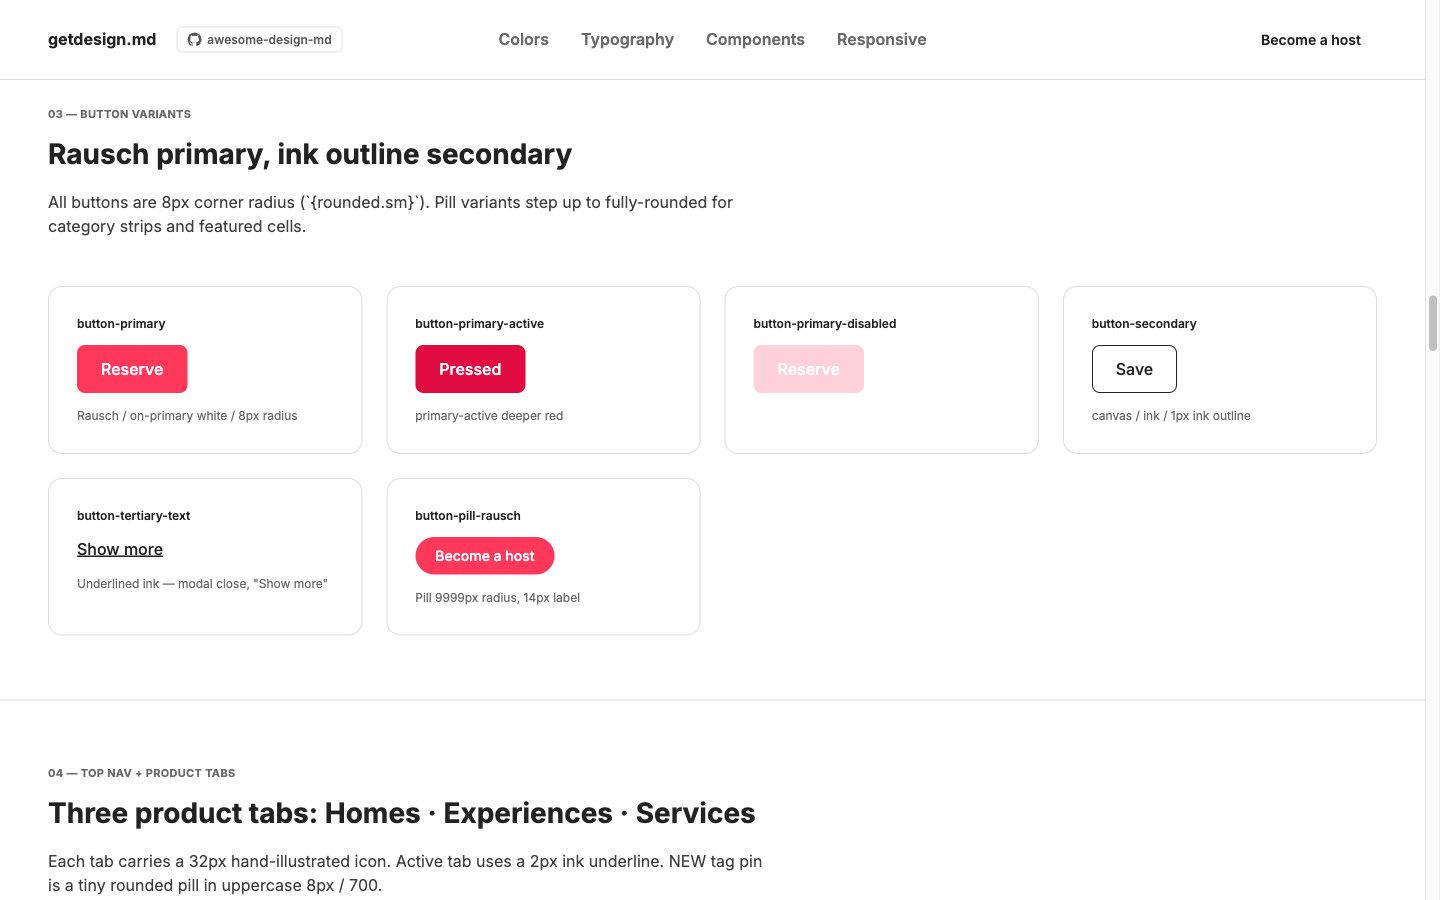 getdesign.md
awesome-design-md
Colors
Typography
Components
Responsive
Become a host
03 — BUTTON VARIANTS
Rausch primary, ink outline secondary
All buttons are 8px corner radius (`{rounded.sm}`). Pill variants step up to fully-rounded for
category strips and featured cells.
button-primary
Reserve
Rausch / on-primary white / 8px radius
button-primary-active
Pressed
primary-active deeper red
button-primary-disabled
Reserve
button-secondary
Save
canvas / ink / 1px ink outline
button-tertiary-text
Show more
Underlined ink — modal close, "Show more"
button-pill-rausch
Become a host
Pill 9999px radius, 14px label
04 — TOP NAV + PRODUCT TABS
Three product tabs: Homes · Experiences · Services
Each tab carries a 32px hand-illustrated icon. Active tab uses a 2px ink underline. NEW tag pin
is a tiny rounded pill in uppercase 8px / 700.